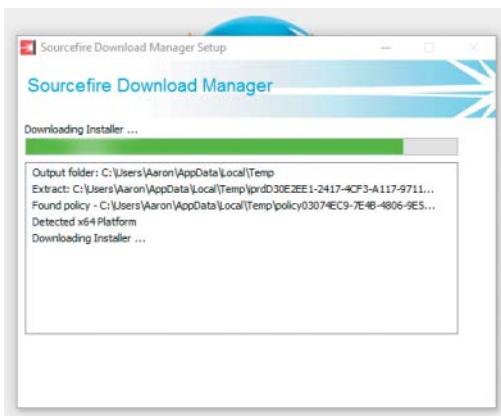 Sourcefire Download Manager Setup
Sourcefire Download Manager
Downloading Installer ...
Output folder: C:\Users\Aaron\AppData\Local\Temp
Extract: C:\Users\Aaron\AppData\Local\Temp\prdD30E2EE1-2417-4CF3-A117-9711...
Found policy - C:\Users\Aaron\AppData\Local\Temp\policy03074EC9-7E4B-4806-9E5...
Detected x64 Platform
Downloading Installer ...